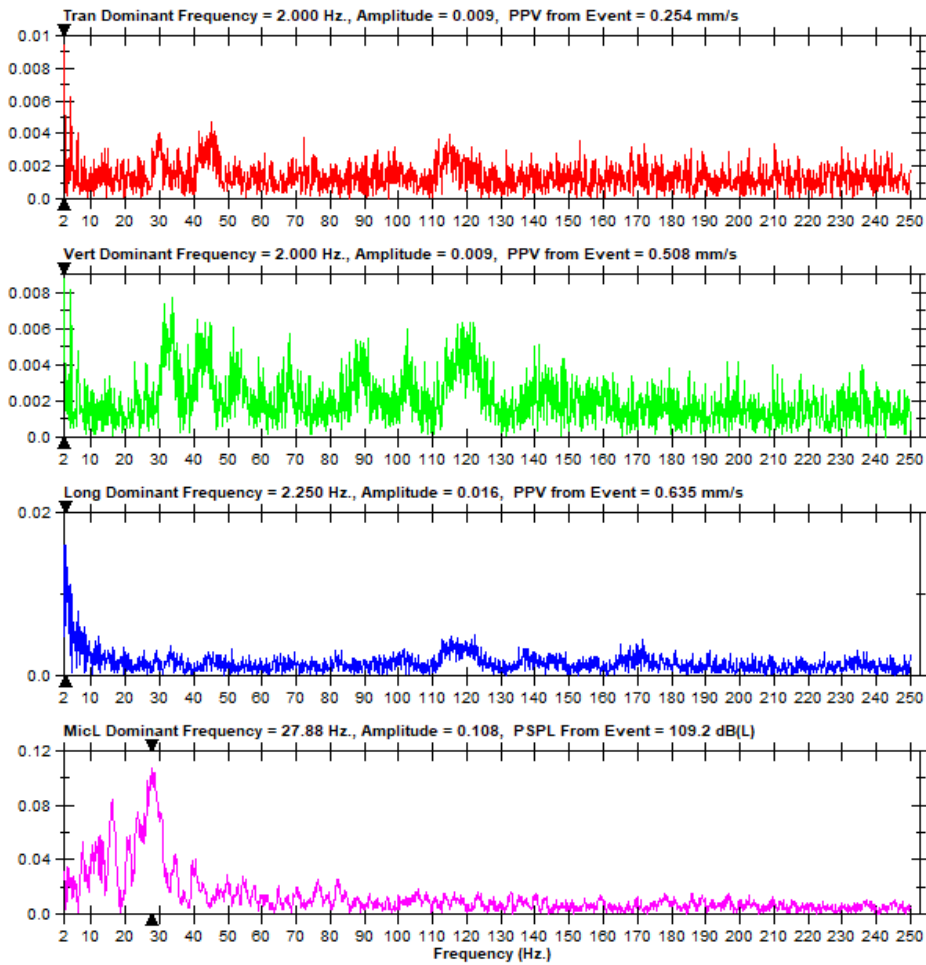 Tran Dominant Frequency = 2.000 Hz., Amplitude = 0.009, PPV from Event = 0.254 mm/s
0.01
0.008
0.006
0.004
0.002
0.0
2 10 20 30 40 50 60 70 80 90 100 110 120 130 140 150 160 170 180 190 200 210 220 230 240 250
Vert Dominant Frequency = 2.000 Hz., Amplitude = 0.009, PPV from Event = 0.508 mm/s
0.008
0.006
0.004
0.002
0.0
2 10 20 30 40 50 60 70 80 90 100 110 120 130 140 150 160 170 180 190 200 210 220 230 240 250
Long Dominant Frequency = 2.250 Hz., Amplitude = 0.016, PPV from Event = 0.635 mm/s
0.02
0.0
2 10 20 30 40 50 60 70 80 90 100 110 120 130 140 150 160 170 180 190 200 210 220 230 240 250
MicL Dominant Frequency = 27.88 Hz., Amplitude = 0.108, PSPL From Event = 109.2 dB(L)
0.12
0.08
0.04
0.0
2 10 20 30 40 50 60 70 80 90 100 110 120 130 140 150 160 170 180 190 200 210 220 230 240 250
Frequency (Hz.)